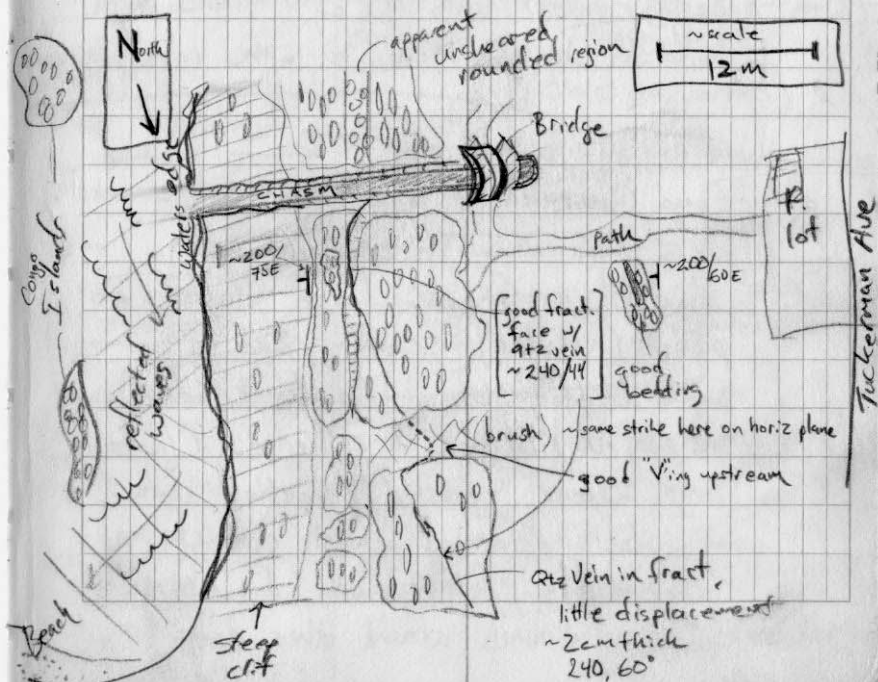 North
apparent
unsheared,
rounded region
~scale
12 m
Bridge
waters edge
CHASM
P.
lot
Path
Tuckerman Ave
Congo
Islands
~200/
75E
~200/60E
good fract.
face w/
qtz vein
~240/44
good
bedding
reflected
waves
(brush)
~same strike here on horiz plane
good "V"ing upstream
Qtz Vein in fract,
little displacement
~2cm thick
240, 60°
Beach
steep
clif